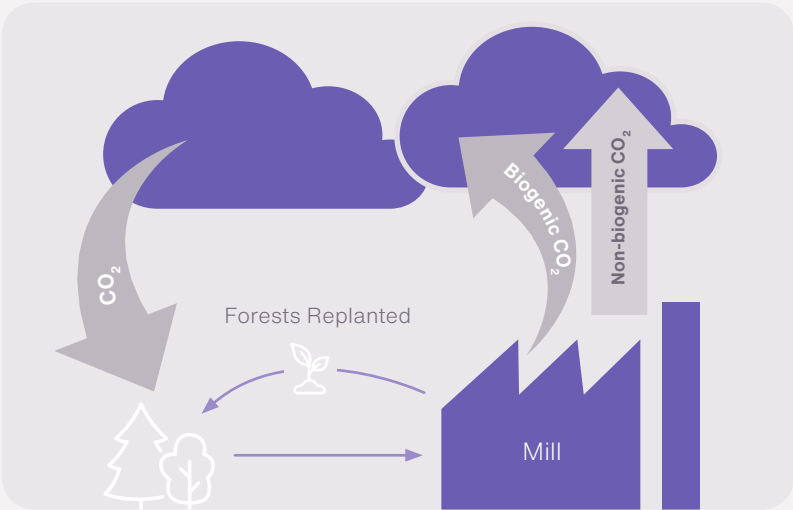 Non-biogenic CO₂
Biogenic CO₂
CO₂
Forests Replanted
Mill